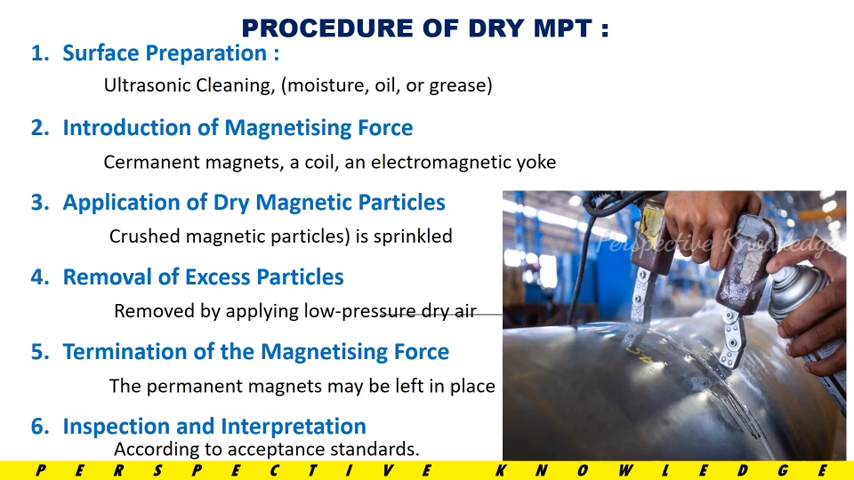 PROCEDURE OF DRY MPT :
1. Surface Preparation :
Ultrasonic Cleaning, (moisture, oil, or grease)
2. Introduction of Magnetising Force
Cermanent magnets, a coil, an electromagnetic yoke
3. Application of Dry Magnetic Particles
Crushed magnetic particles) is sprinkled
4. Removal of Excess Particles
Removed by applying low-pressure dry air
5. Termination of the Magnetising Force
The permanent magnets may be left in place
6. Inspection and Interpretation
According to acceptance standards.
Perspective Knowledge
PERSPECTIVE KNOWLEDGE